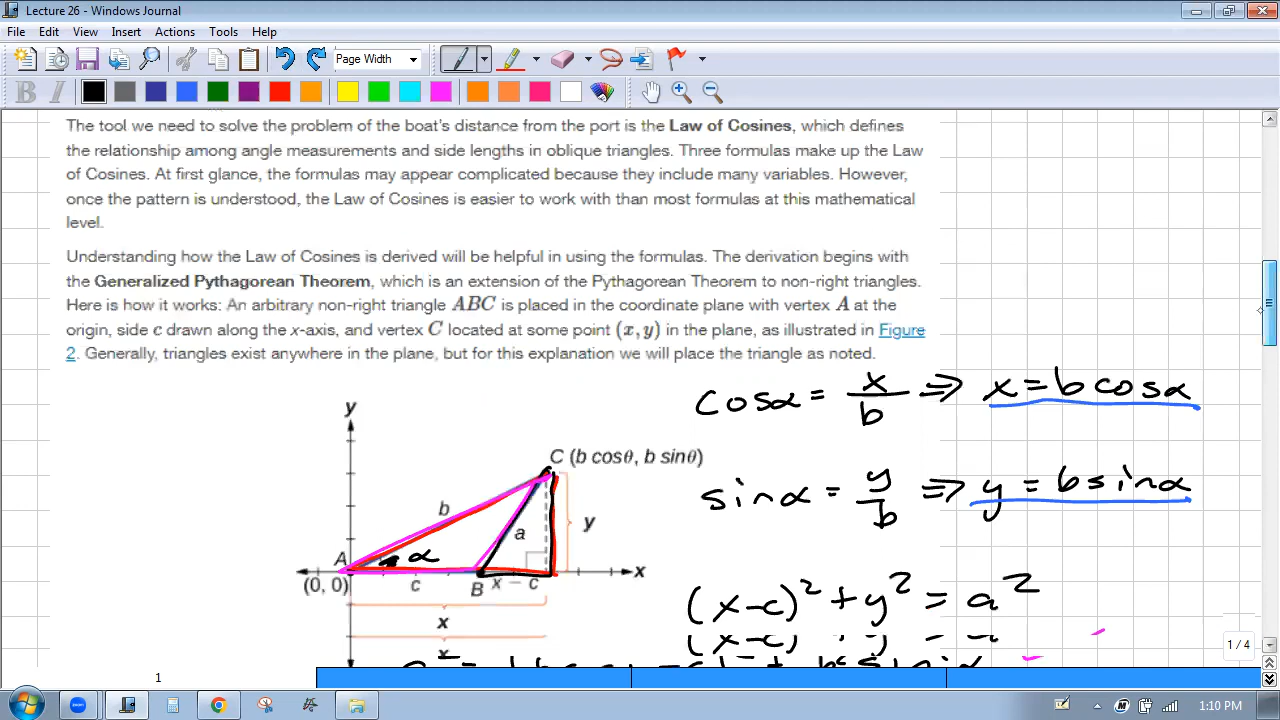 Lecture 26 - Windows Journal
File Edit View Insert Actions Tools Help
Page Width
B I
The tool we need to solve the problem of the boat's distance from the port is the Law of Cosines, which defines
the relationship among angle measurements and side lengths in oblique triangles. Three formulas make up the Law
of Cosines. At first glance, the formulas may appear complicated because they include many variables. However,
once the pattern is understood, the Law of Cosines is easier to work with than most formulas at this mathematical
level.
Understanding how the Law of Cosines is derived will be helpful in using the formulas. The derivation begins with
the Generalized Pythagorean Theorem, which is an extension of the Pythagorean Theorem to non-right triangles.
Here is how it works: An arbitrary non-right triangle ABC is placed in the coordinate plane with vertex A at the
origin, side c drawn along the x-axis, and vertex C located at some point (x, y) in the plane, as illustrated in Figure
2. Generally, triangles exist anywhere in the plane, but for this explanation we will place the triangle as noted.
cosα = x/b ⇒ x = b cosα
y
C (b cosθ, b sinθ)
sinα = y/b ⇒ y = b sinα
b
a
y
A
α
x
(0, 0)
c
B
x – c
(x-c)² + y² = a²
x
x
1 / 4
1
1:10 PM